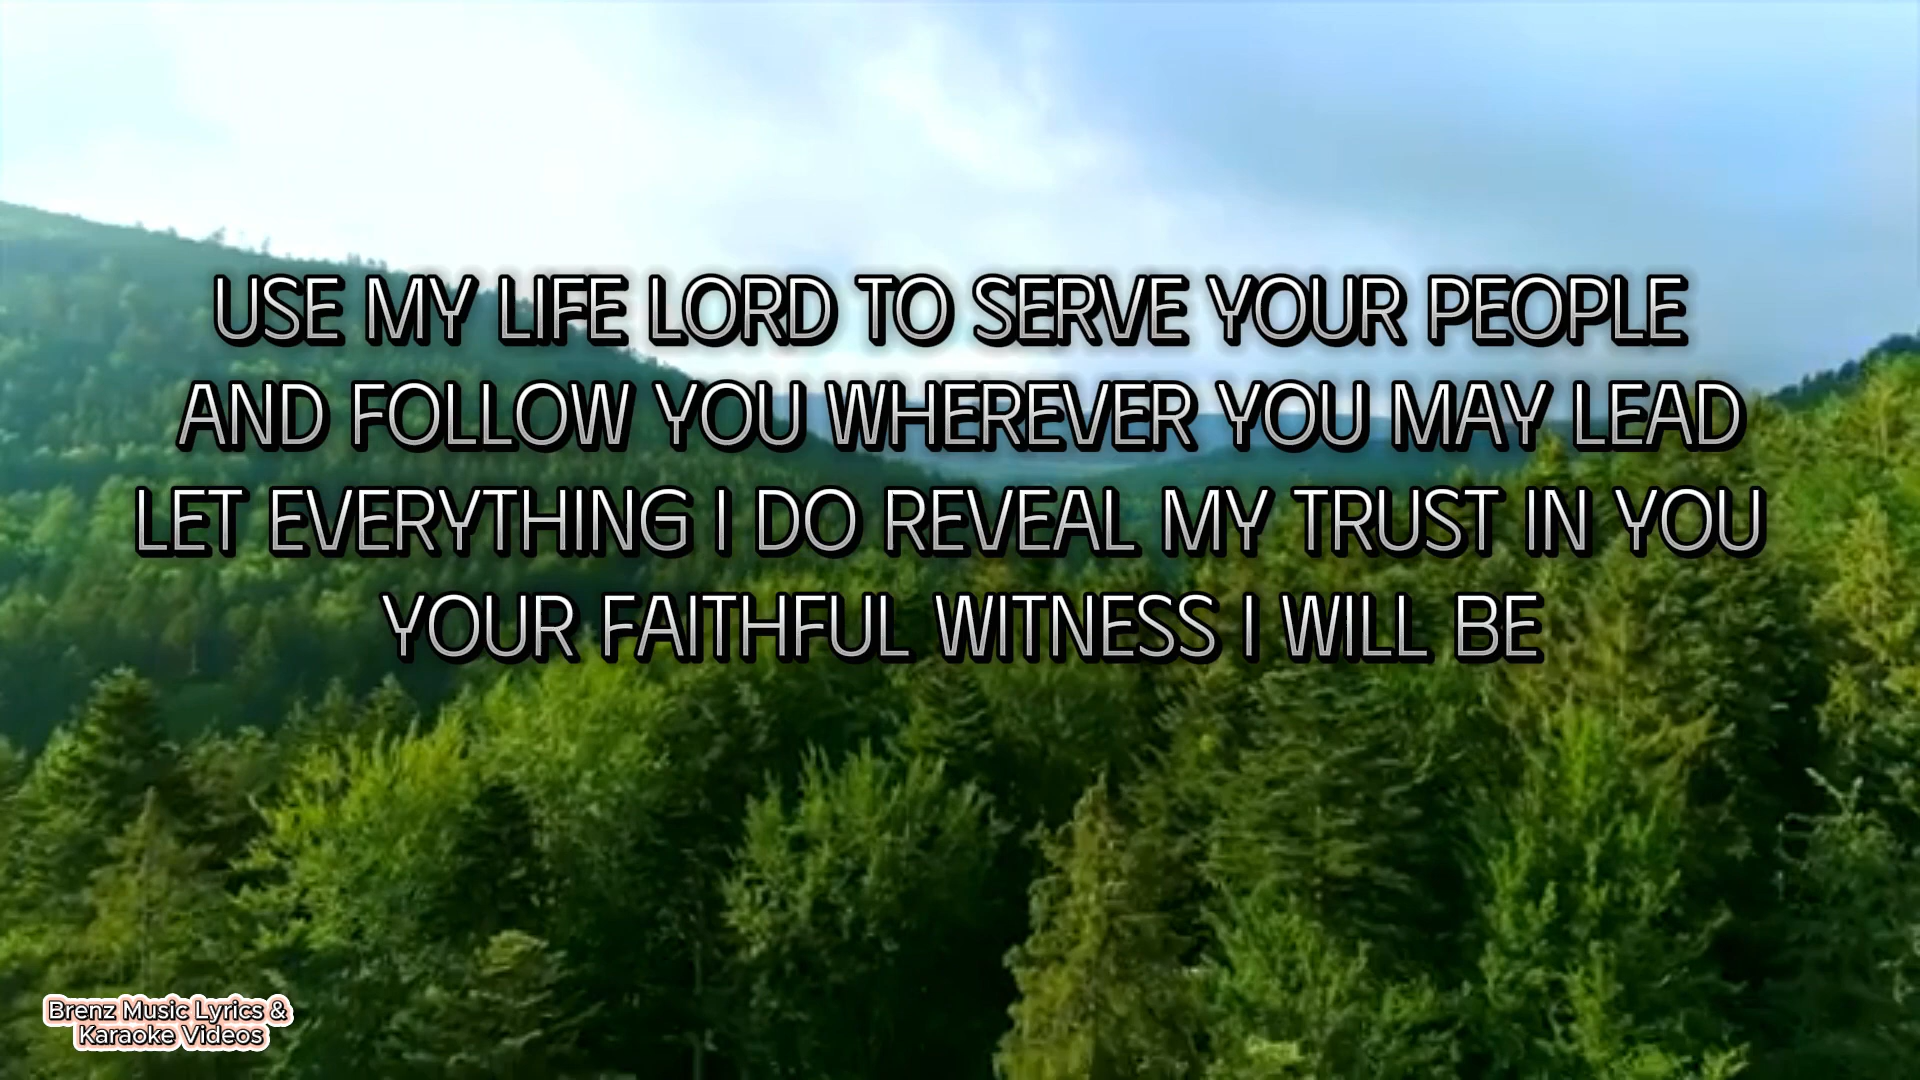 USE MY LIFE LORD TO SERVE YOUR PEOPLE
AND FOLLOW YOU WHEREVER YOU MAY LEAD
LET EVERYTHING I DO REVEAL MY TRUST IN YOU
YOUR FAITHFUL WITNESS I WILL BE
Brenz Music Lyrics &
Karaoke Videos